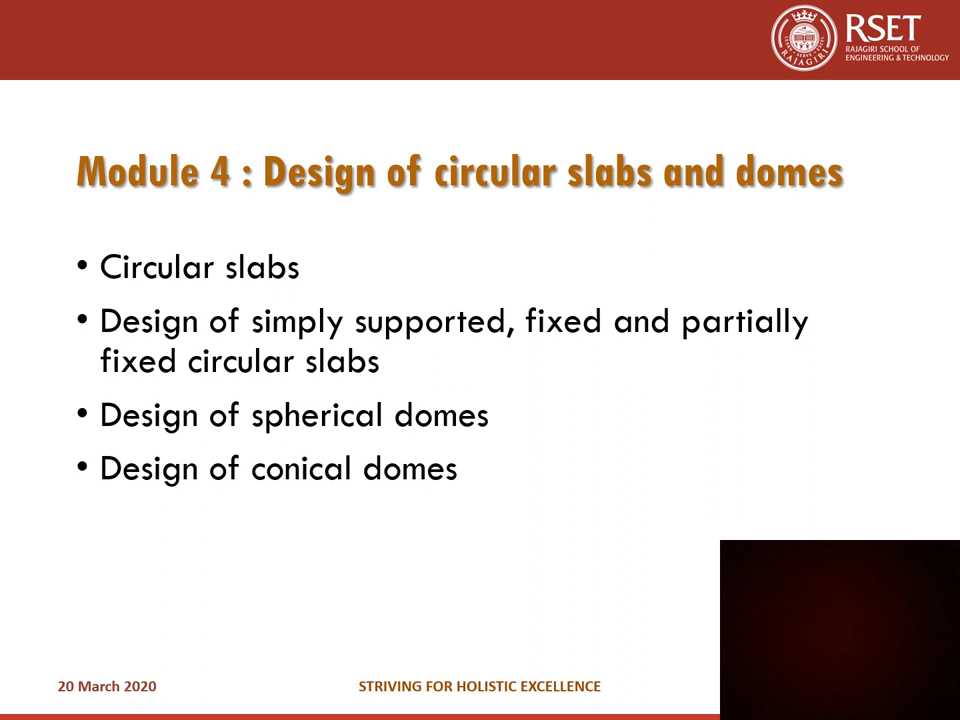 RSET
RAJAGIRI SCHOOL OF
ENGINEERING & TECHNOLOGY
RAJAGIRI
Module 4 : Design of circular slabs and domes
• Circular slabs
• Design of simply supported, fixed and partially
fixed circular slabs
• Design of spherical domes
• Design of conical domes
20 March 2020
STRIVING FOR HOLISTIC EXCELLENCE